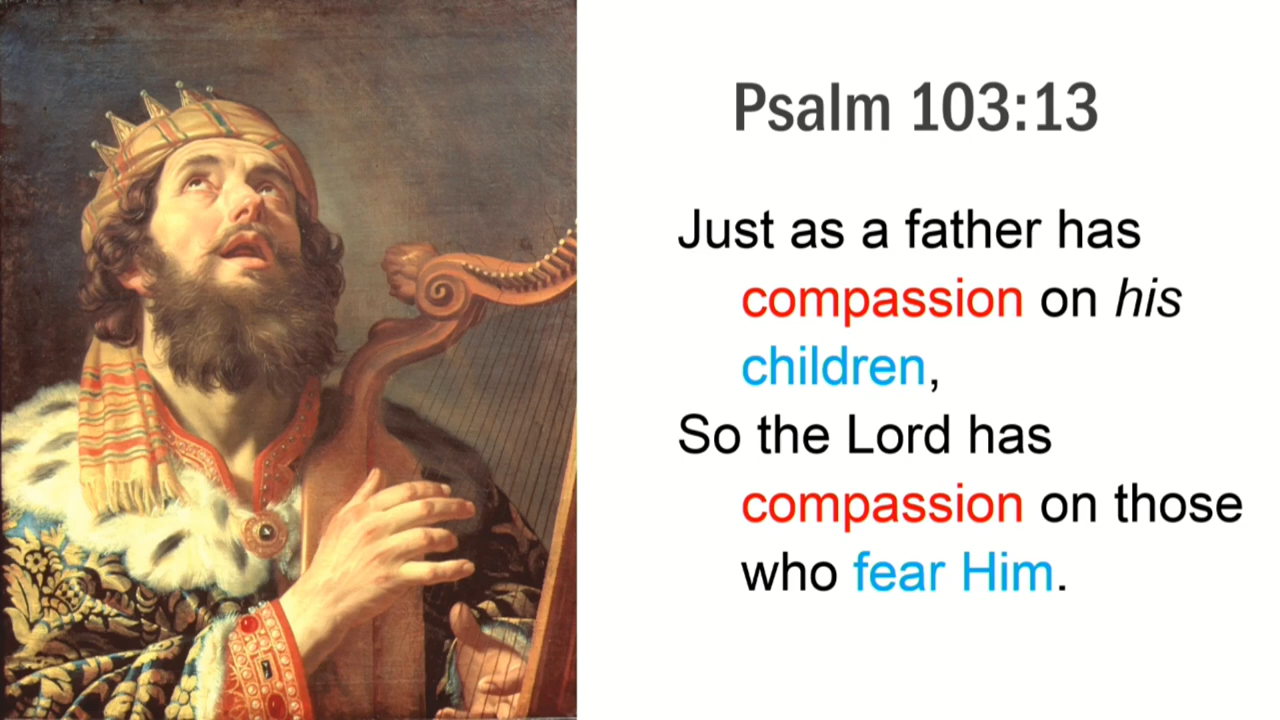 Psalm 103:13
Just as a father has
compassion on his
children,
So the Lord has
compassion on those
who fear Him.